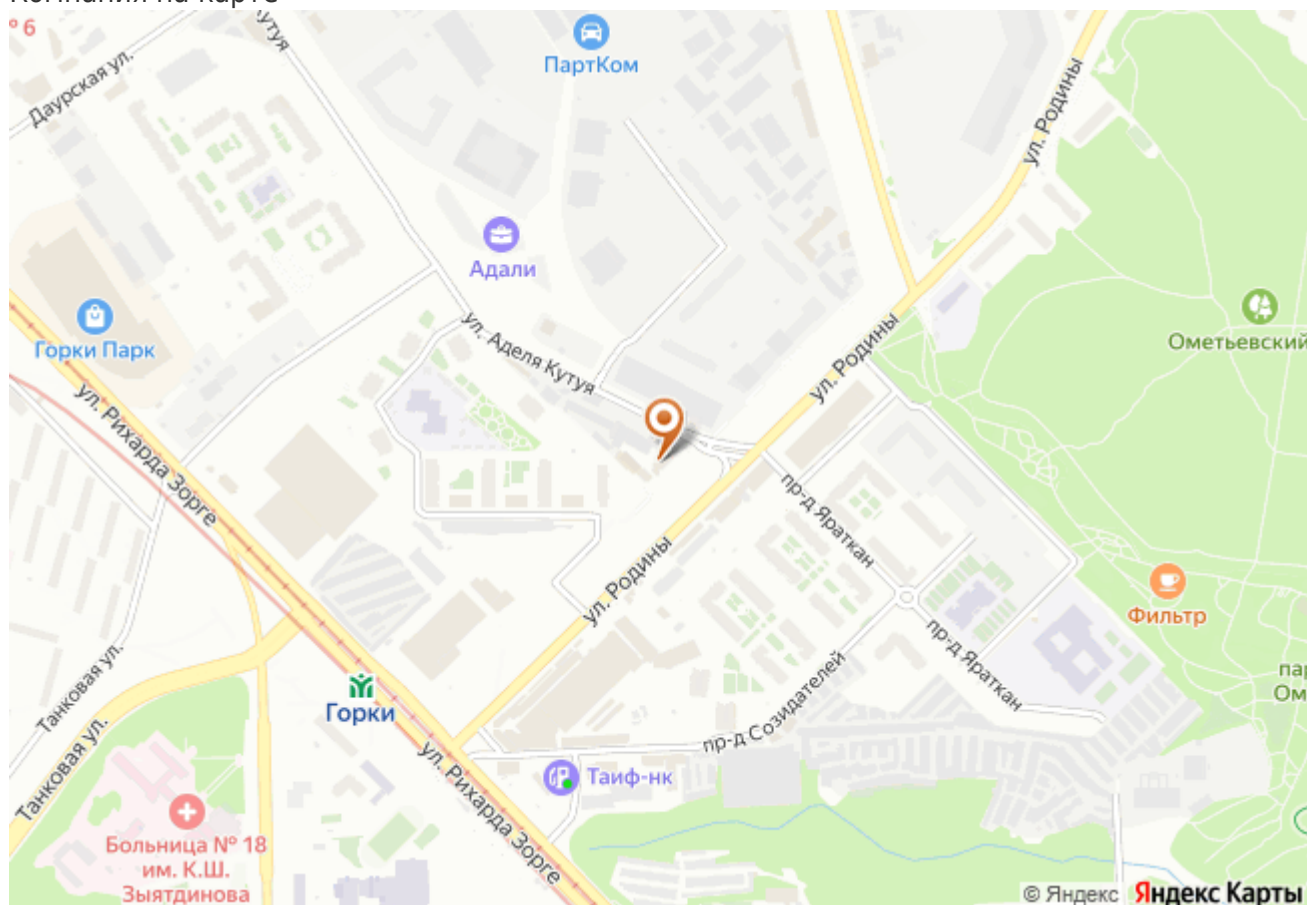 ° 6
Кутуя
Даурская ул.
ПартКом
ул. Родины
Адали
Горки Парк
ул. Аделя Кутуя
Ометьевский
ул. Родины
ул. Рихарда Зорге
пр-д Яраткан
ул. Родины
Фильтр
пр-д Яраткан
Танковая ул.
Горки
пр-д Созидателей
Танковая ул.
ул. Рихарда Зорге
Таиф-нк
Больница № 18
им. К.Ш.
Зыятдинова
© Яндекс Яндекс Карты